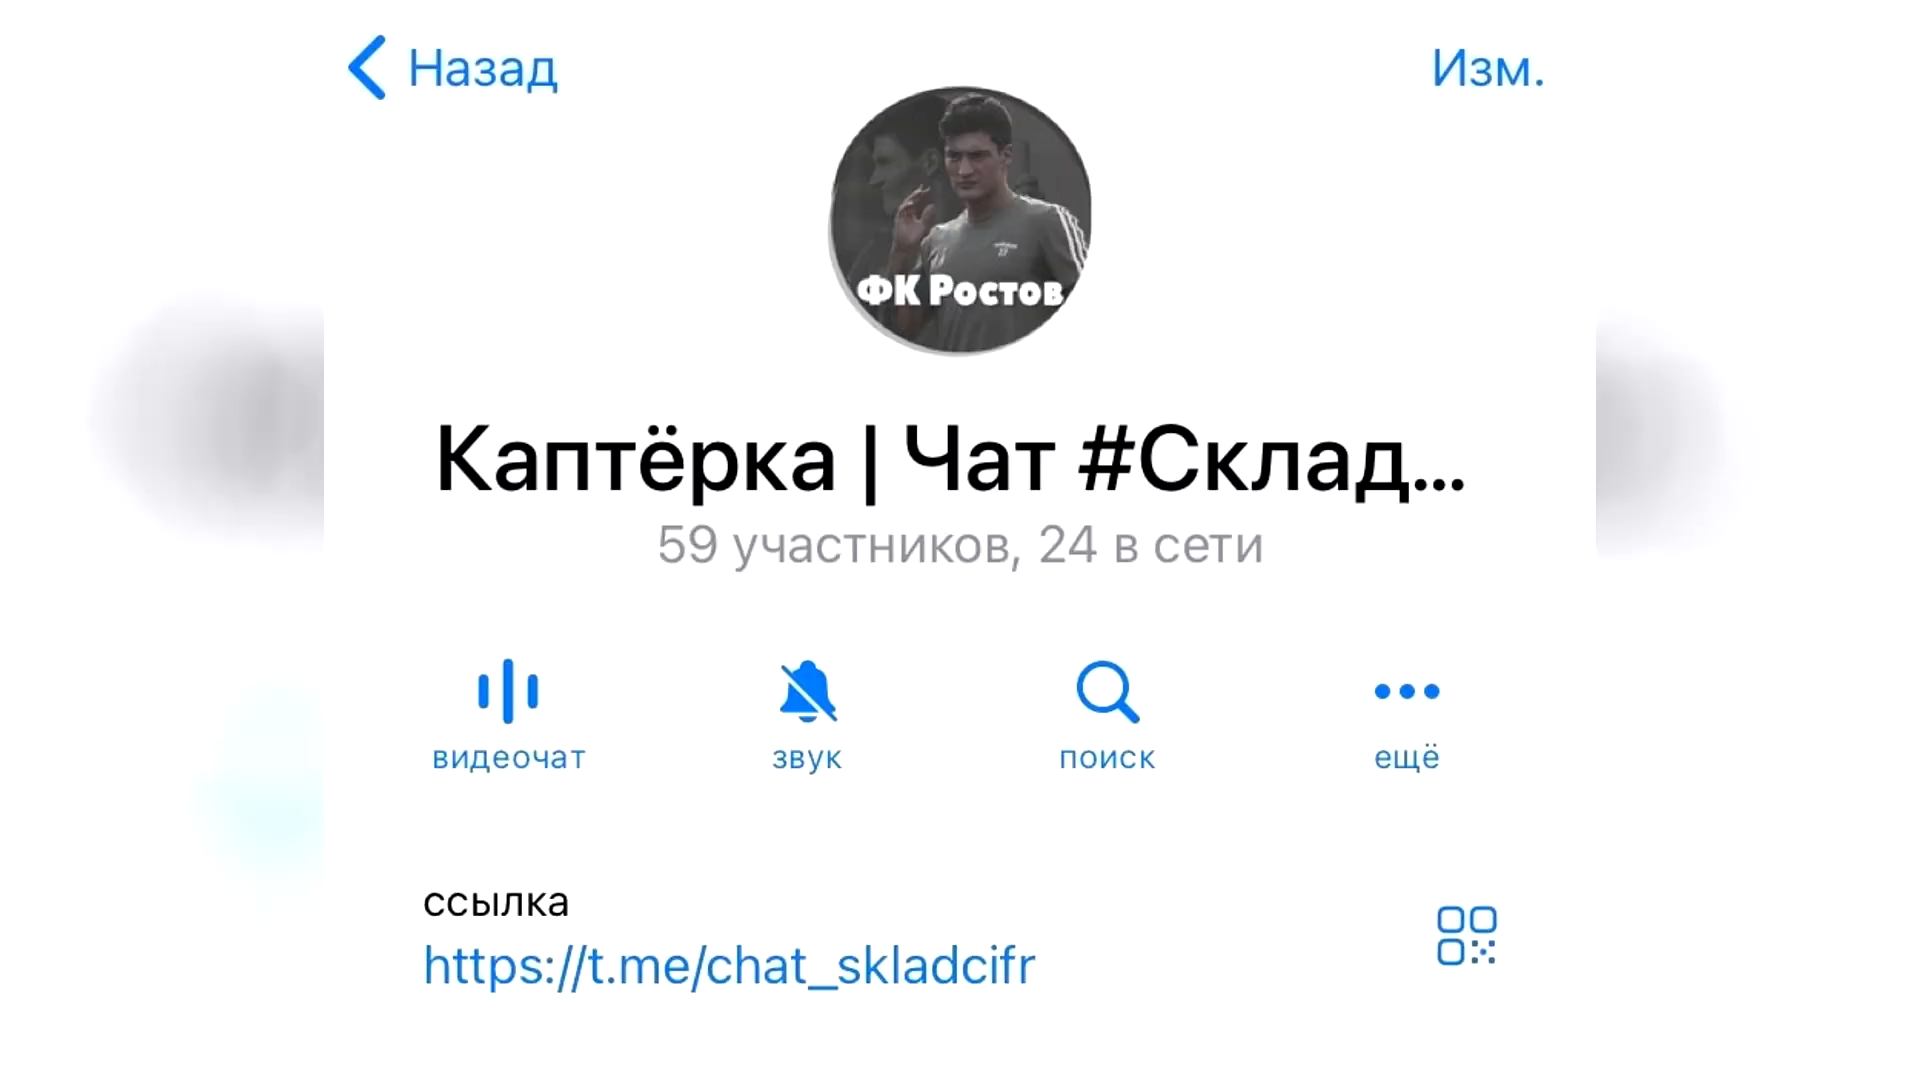 Назад
Изм.
ФК Ростов
Каптёрка | Чат #Склад...
59 участников, 24 в сети
видеочат
звук
поиск
ещё
ссылка
https://t.me/chat_skladcifr